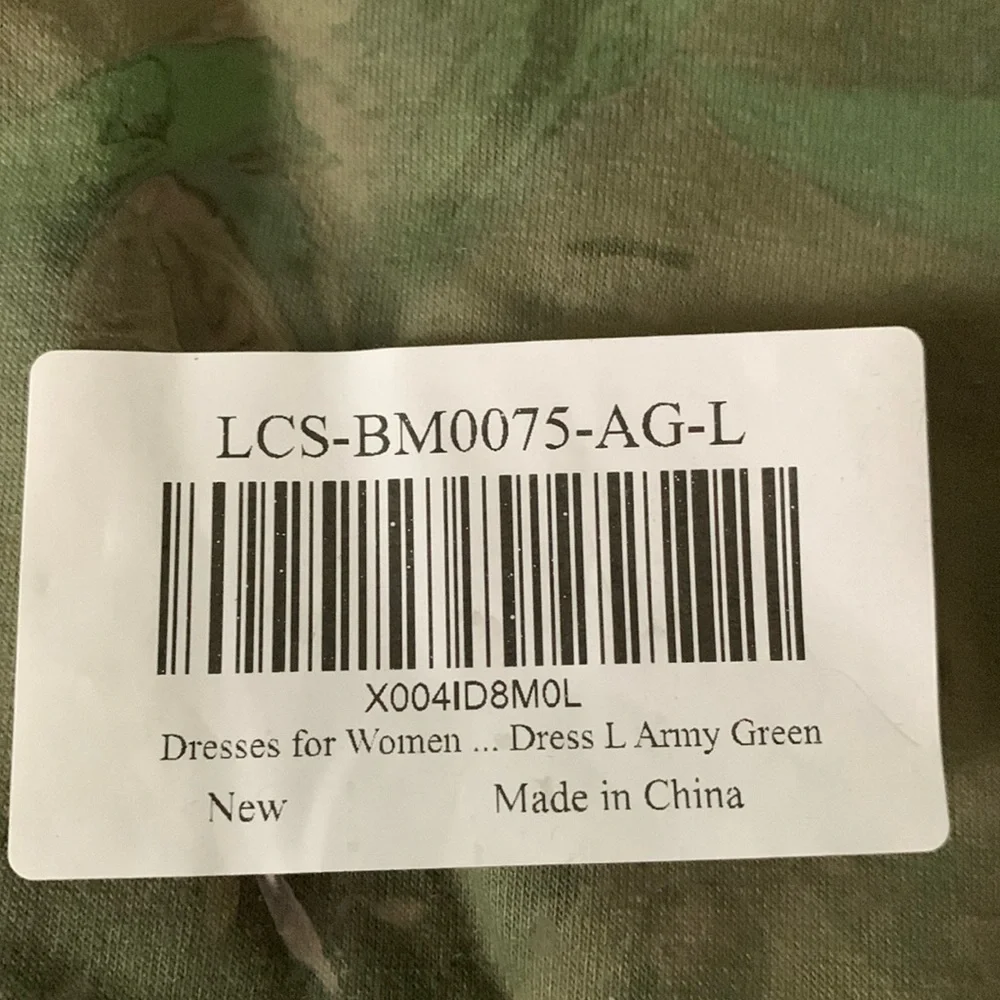 LCS-BM0075-AG-L
X004ID8M0L
Dresses for Women ... Dress L Army Green
New Made in China